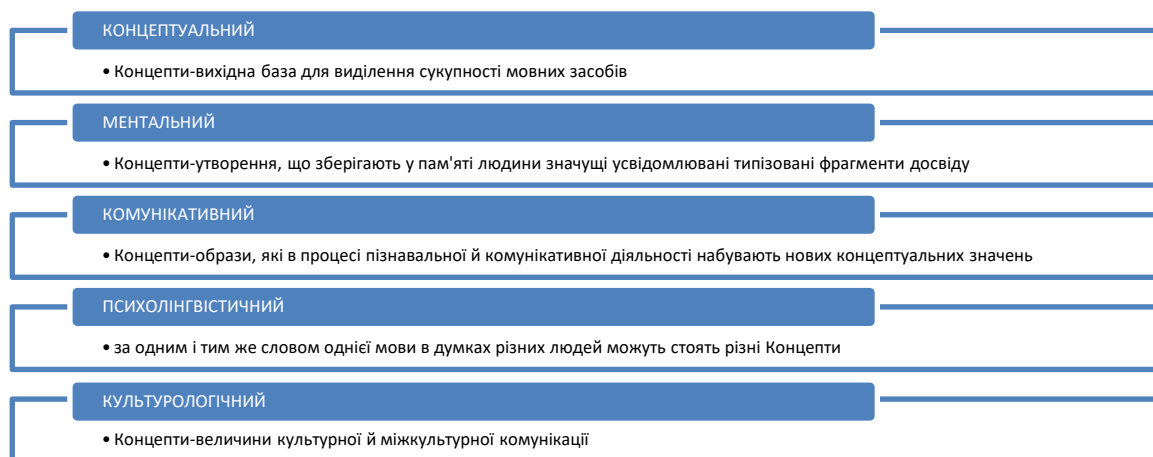 КОНЦЕПТУАЛЬНИЙ
• Концепти-вихідна база для виділення сукупності мовних засобів
МЕНТАЛЬНИЙ
• Концепти-утворення, що зберігають у пам'яті людини значущі усвідомлювані типізовані фрагменти досвіду
КОМУНІКАТИВНИЙ
• Концепти-образи, які в процесі пізнавальної й комунікативної діяльності набувають нових концептуальних значень
ПСИХОЛІНГВІСТИЧНИЙ
• за одним і тим же словом однієї мови в думках різних людей можуть стоять різні Концепти
КУЛЬТУРОЛОГІЧНИЙ
• Концепти-величини культурної й міжкультурної комунікації